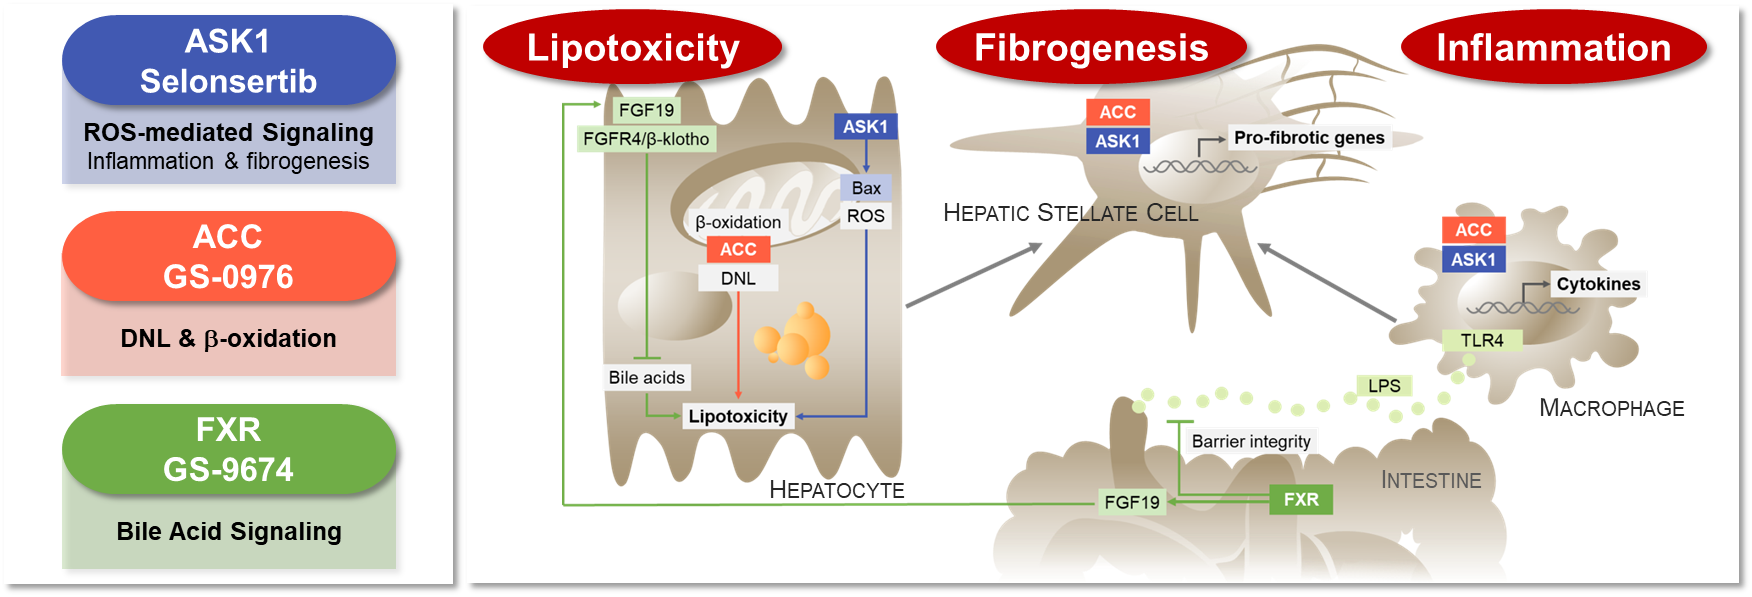 ASK1
Selonsertib
ROS-mediated Signaling
Inflammation & fibrogenesis
ACC
GS-0976
DNL & β-oxidation
FXR
GS-9674
Bile Acid Signaling
Lipotoxicity
Fibrogenesis
Inflammation
FGF19
FGFR4/β-klotho
ASK1
Bax
ROS
β-oxidation
ACC
DNL
Bile acids
Lipotoxicity
HEPATOCYTE
ACC
ASK1
Pro-fibrotic genes
HEPATIC STELLATE CELL
ACC
ASK1
Cytokines
TLR4
LPS
MACROPHAGE
Barrier integrity
INTESTINE
FGF19
FXR